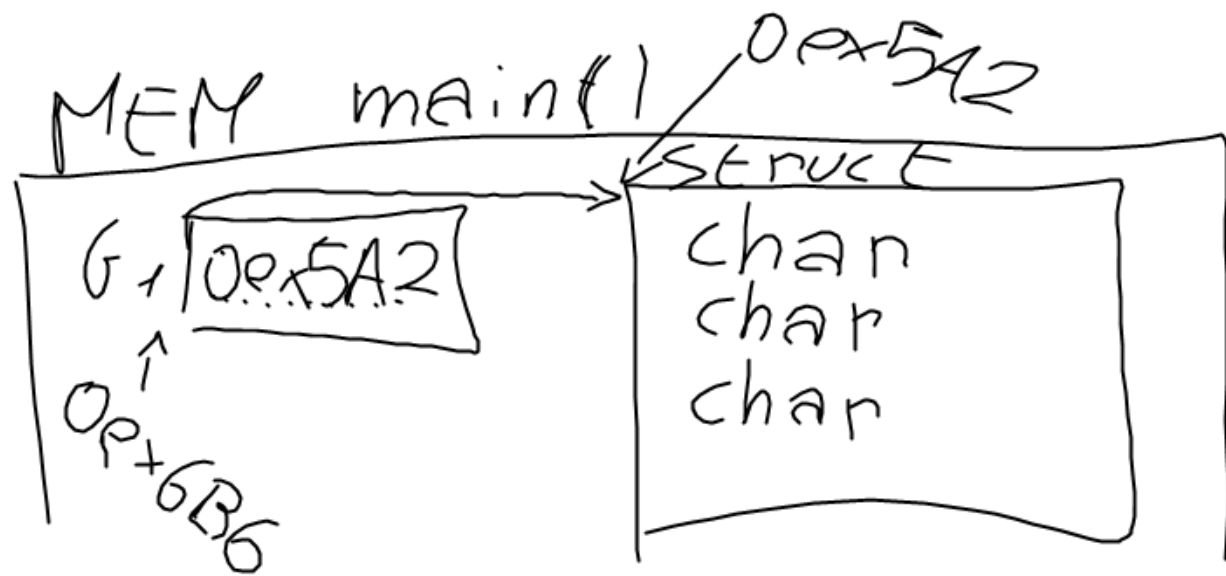 MEM main()
0ex5A2
struct
G1 0ex5A2
char
char
char
0ex6B6